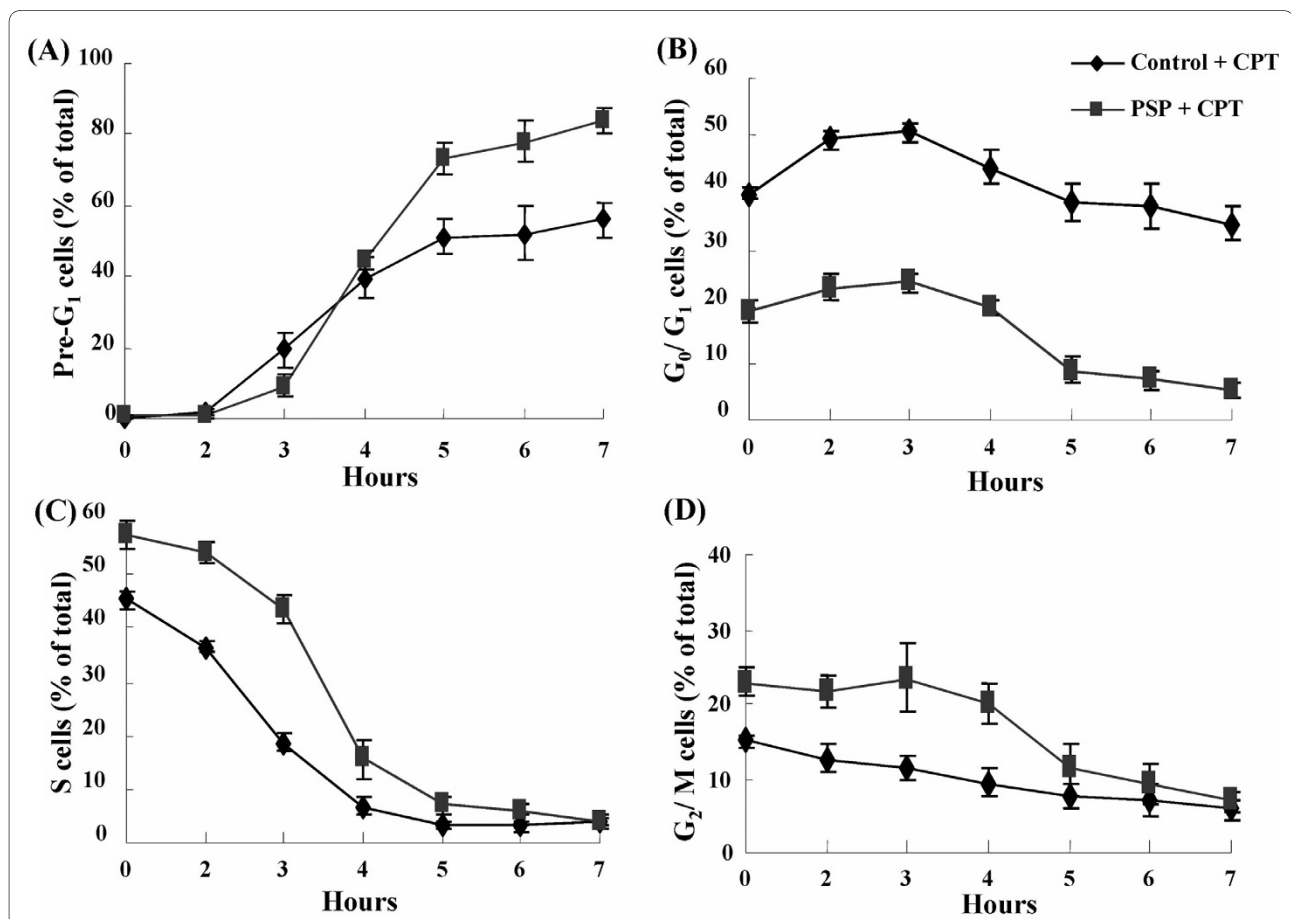 (A)
Pre-G₁ cells (% of total)
100
80
60
40
20
0
0 2 3 4 5 6 7
Hours
(B)
G₀/ G₁ cells (% of total)
60
50
40
30
20
10
0
0 2 3 4 5 6 7
Hours
Control + CPT
PSP + CPT
(C)
S cells (% of total)
60
50
40
30
20
10
0
0 2 3 4 5 6 7
Hours
(D)
G₂/ M cells (% of total)
40
30
20
10
0
0 2 3 4 5 6 7
Hours